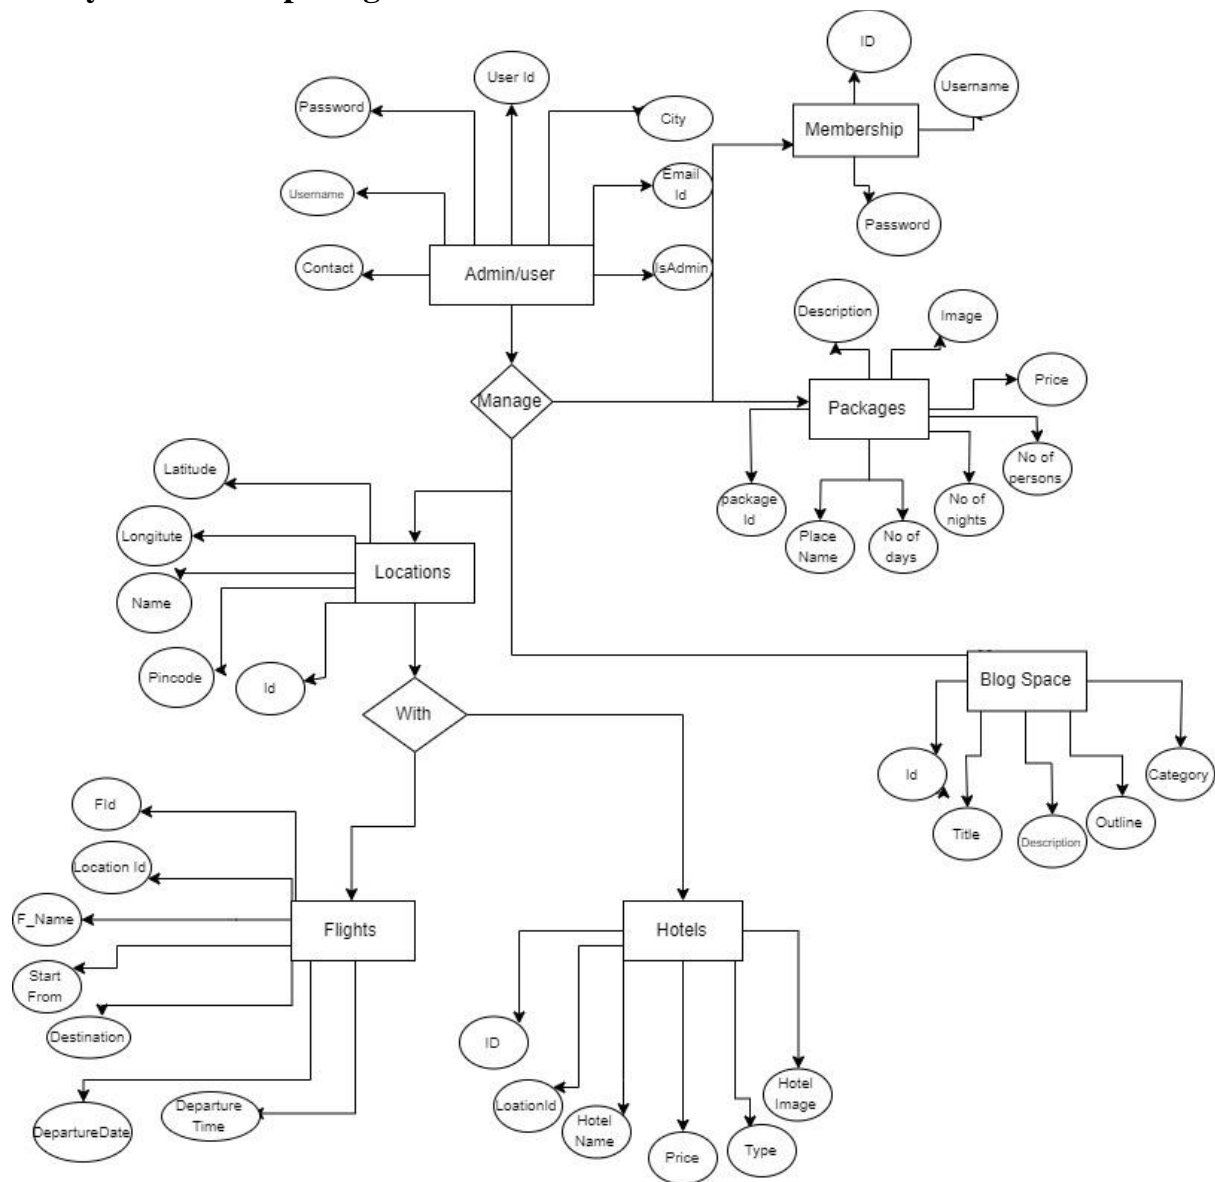 ID
User Id
Username
Password
City
Membership
Email
Id
Username
Password
Admin/user
Contact
IsAdmin
Description
Image
Price
Manage
Packages
No of
persons
Latitude
package
Id
No of
nights
Longitute
Place
Name
No of
days
Locations
Name
Pincode
Id
Blog Space
With
Id
Category
Title
Description
Outline
FId
Location Id
F_Name
Flights
Hotels
Start
From
Destination
ID
Departure
Time
DepartureDate
LoationId
Hotel
Name
Price
Type
Hotel
Image